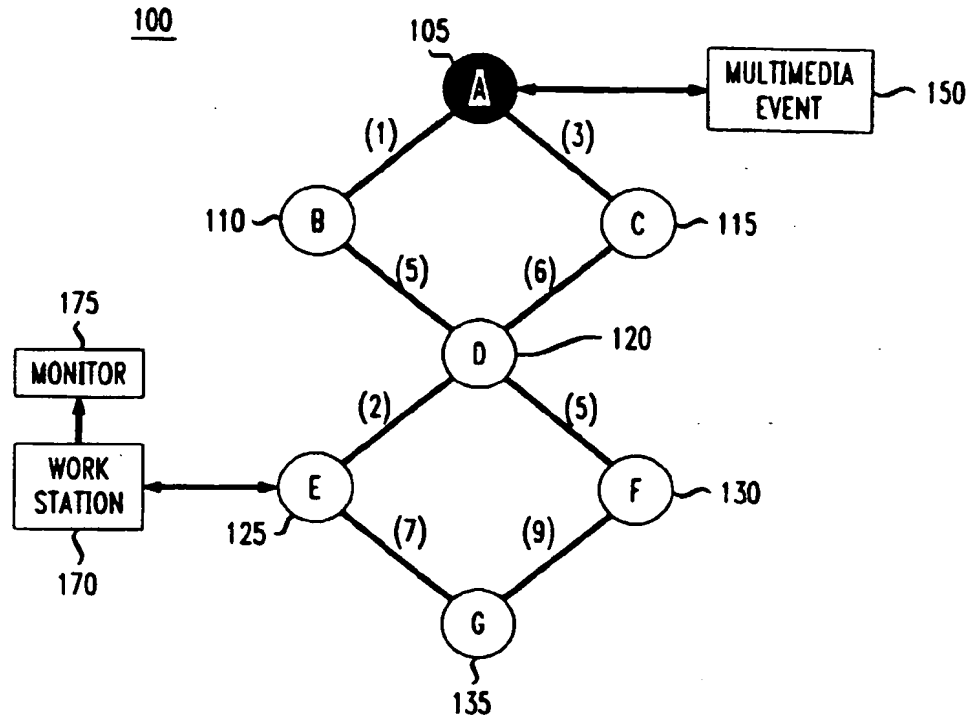 100
105
A
MULTIMEDIA
EVENT
150
(1)
(3)
110
B
C
115
(5)
(6)
175
MONITOR
D
120
(2)
(5)
WORK
STATION
E
F
130
125
170
(7)
(9)
G
135